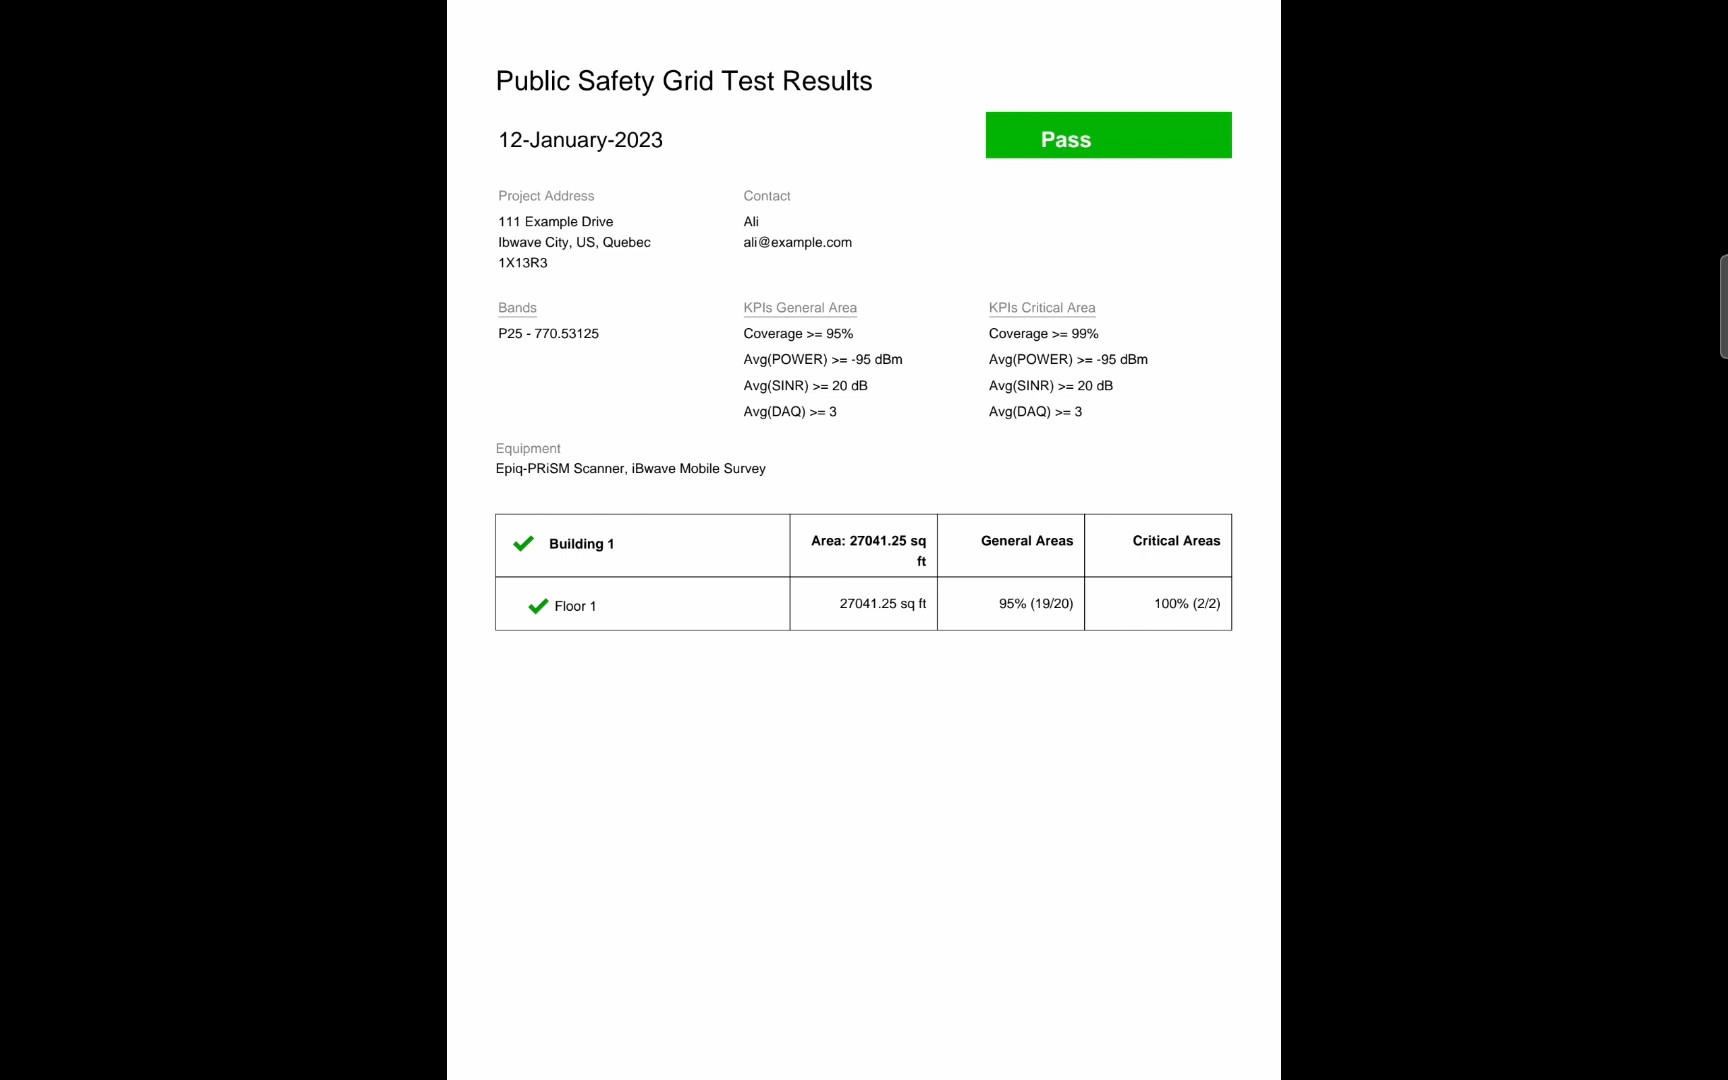 Public Safety Grid Test Results
12-January-2023
Pass
Project Address
111 Example Drive
Ibwave City, US, Quebec
1X13R3
Contact
Ali
ali@example.com
Bands
P25 - 770.53125
KPIs General Area
Coverage >= 95%
Avg(POWER) >= -95 dBm
Avg(SINR) >= 20 dB
Avg(DAQ) >= 3
KPIs Critical Area
Coverage >= 99%
Avg(POWER) >= -95 dBm
Avg(SINR) >= 20 dB
Avg(DAQ) >= 3
Equipment
Epiq-PRiSM Scanner, iBwave Mobile Survey
Building 1
Area: 27041.25 sq
ft
General Areas
Critical Areas
Floor 1
27041.25 sq ft
95% (19/20)
100% (2/2)